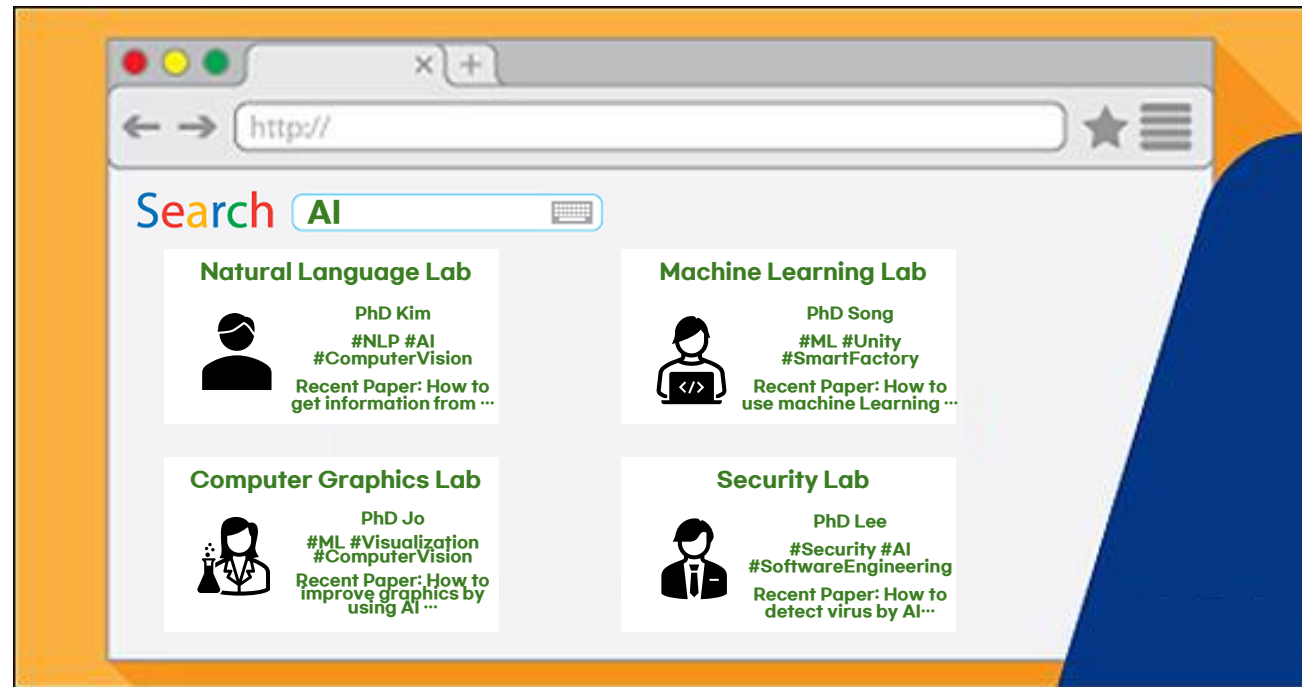 http://
Search AI
Natural Language Lab
PhD Kim
#NLP #AI
#ComputerVision
Recent Paper: How to
get information from ···
Machine Learning Lab
PhD Song
#ML #Unity
#SmartFactory
</>
Recent Paper: How to
use machine Learning ···
Computer Graphics Lab
PhD Jo
#ML #Visualization
#ComputerVision
Recent Paper: How to
improve graphics by
using AI ···
Security Lab
PhD Lee
#Security #AI
#SoftwareEngineering
Recent Paper: How to
detect virus by AI···